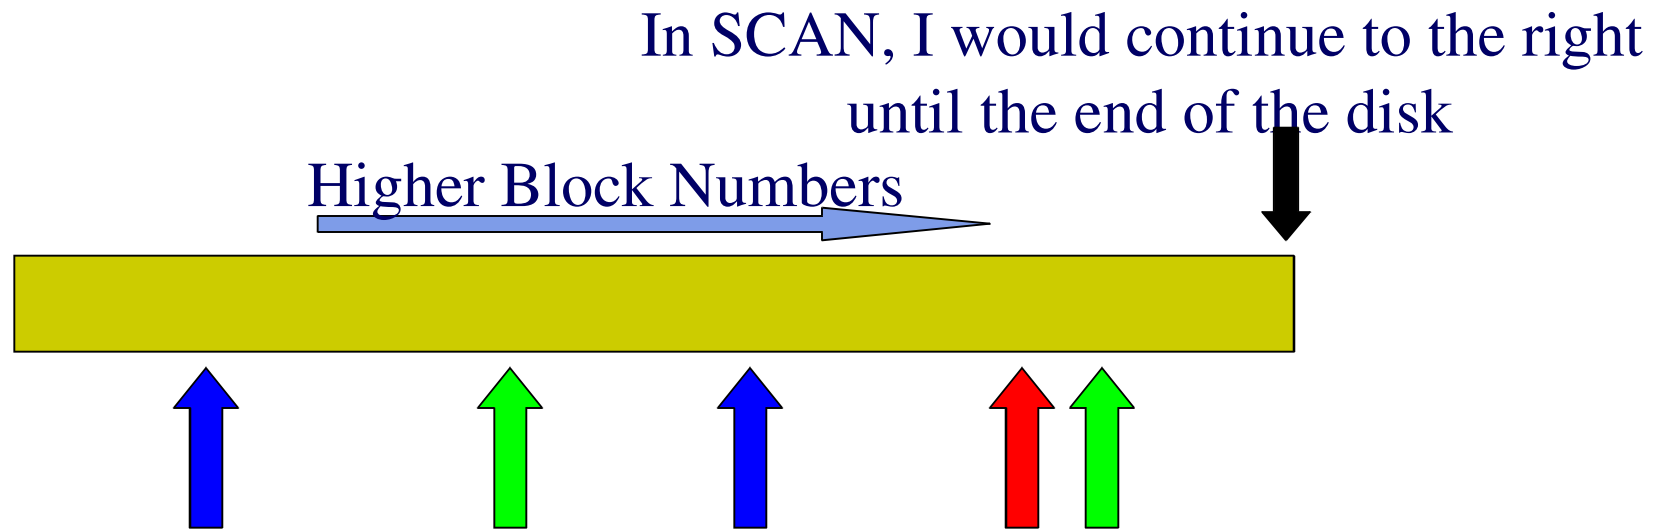 In SCAN, I would continue to the right
until the end of the disk
Higher Block Numbers